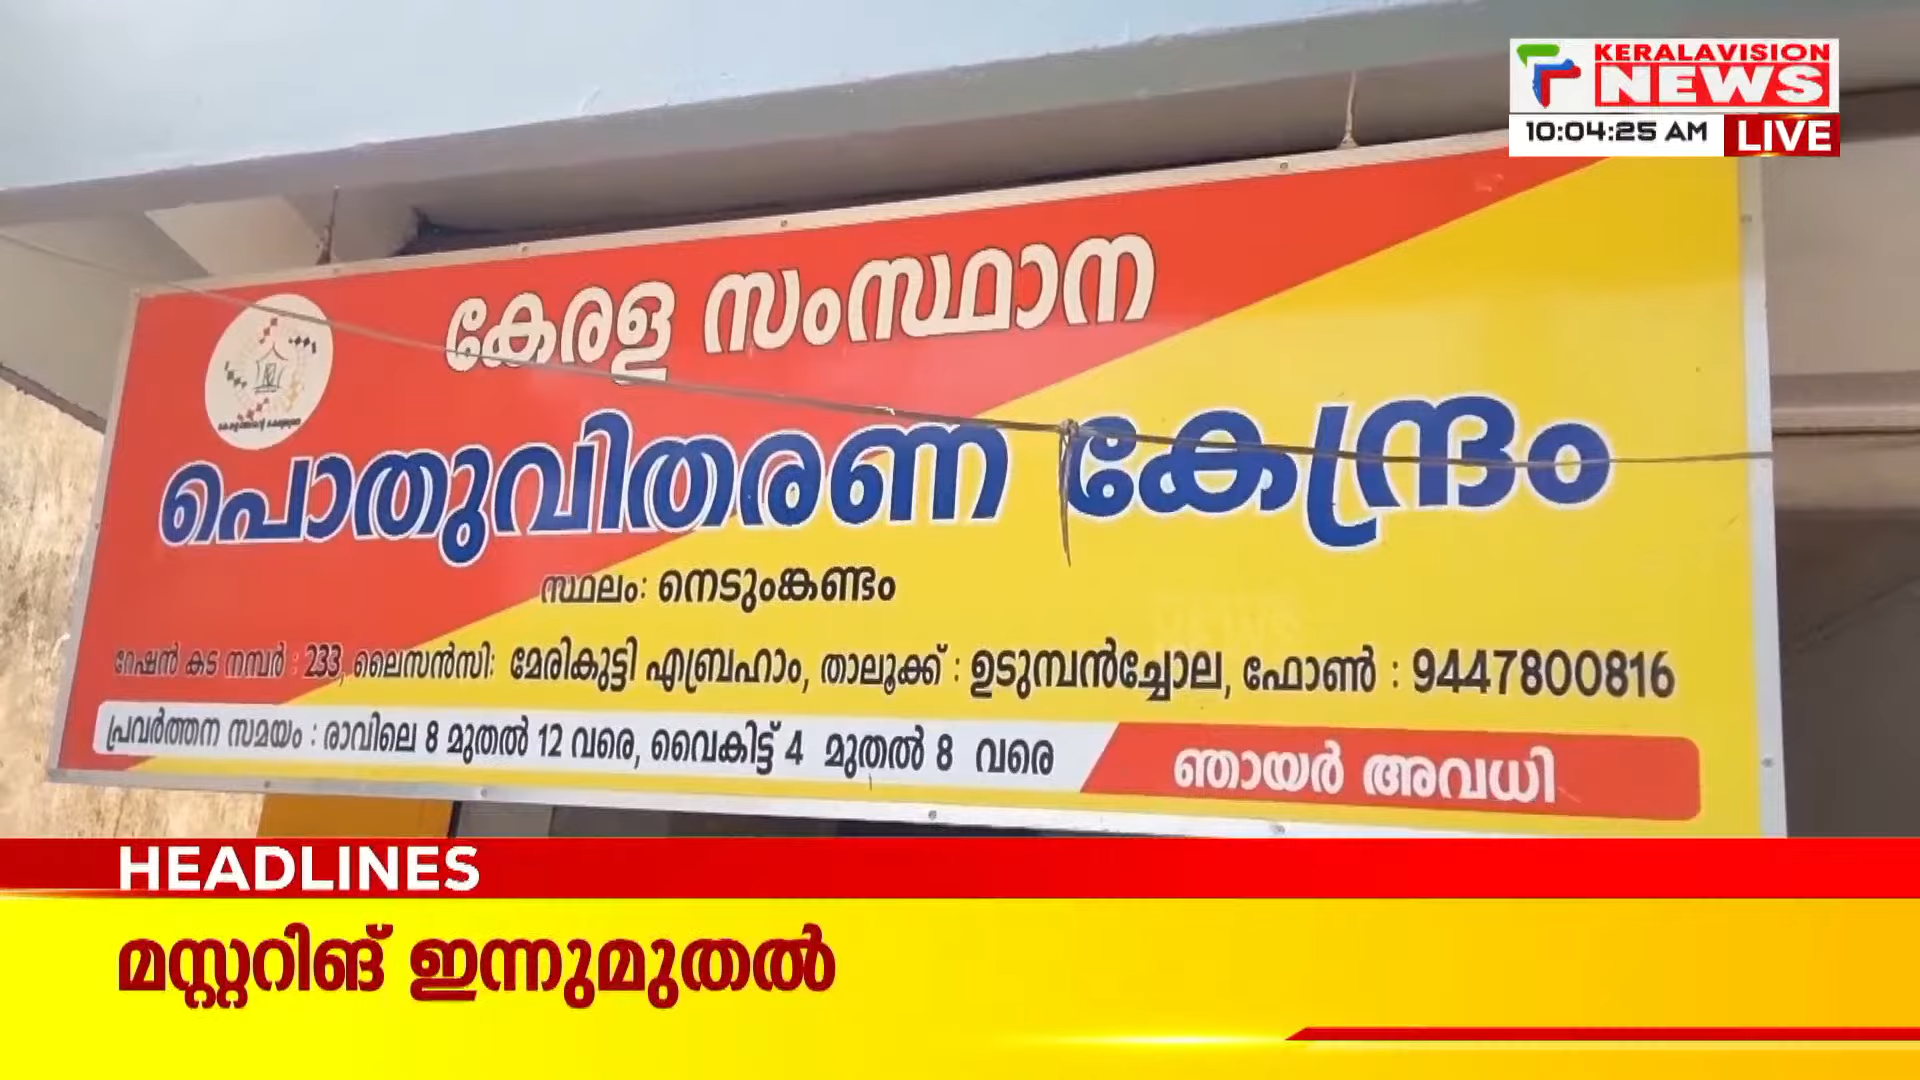 KERALAVISION
NEWS
10:04:25 AM LIVE
കേരള സംസ്ഥാന
പൊതുവിതരണ കേന്ദ്രം
സ്ഥലം: നെടുംങ്കണ്ടം
റേഷൻ കട നമ്പർ : 233, ലൈസൻസി: മേരികുട്ടി എബ്രഹാം, താലൂക്ക് : ഉടുമ്പൻച്ചോല, ഫോൺ : 9447800816
പ്രവർത്തന സമയം : രാവിലെ 8 മുതൽ 12 വരെ, വൈകിട്ട് 4 മുതൽ 8 വരെ ഞായർ അവധി
HEADLINES
മസ്റ്ററിങ് ഇന്നുമുതൽ